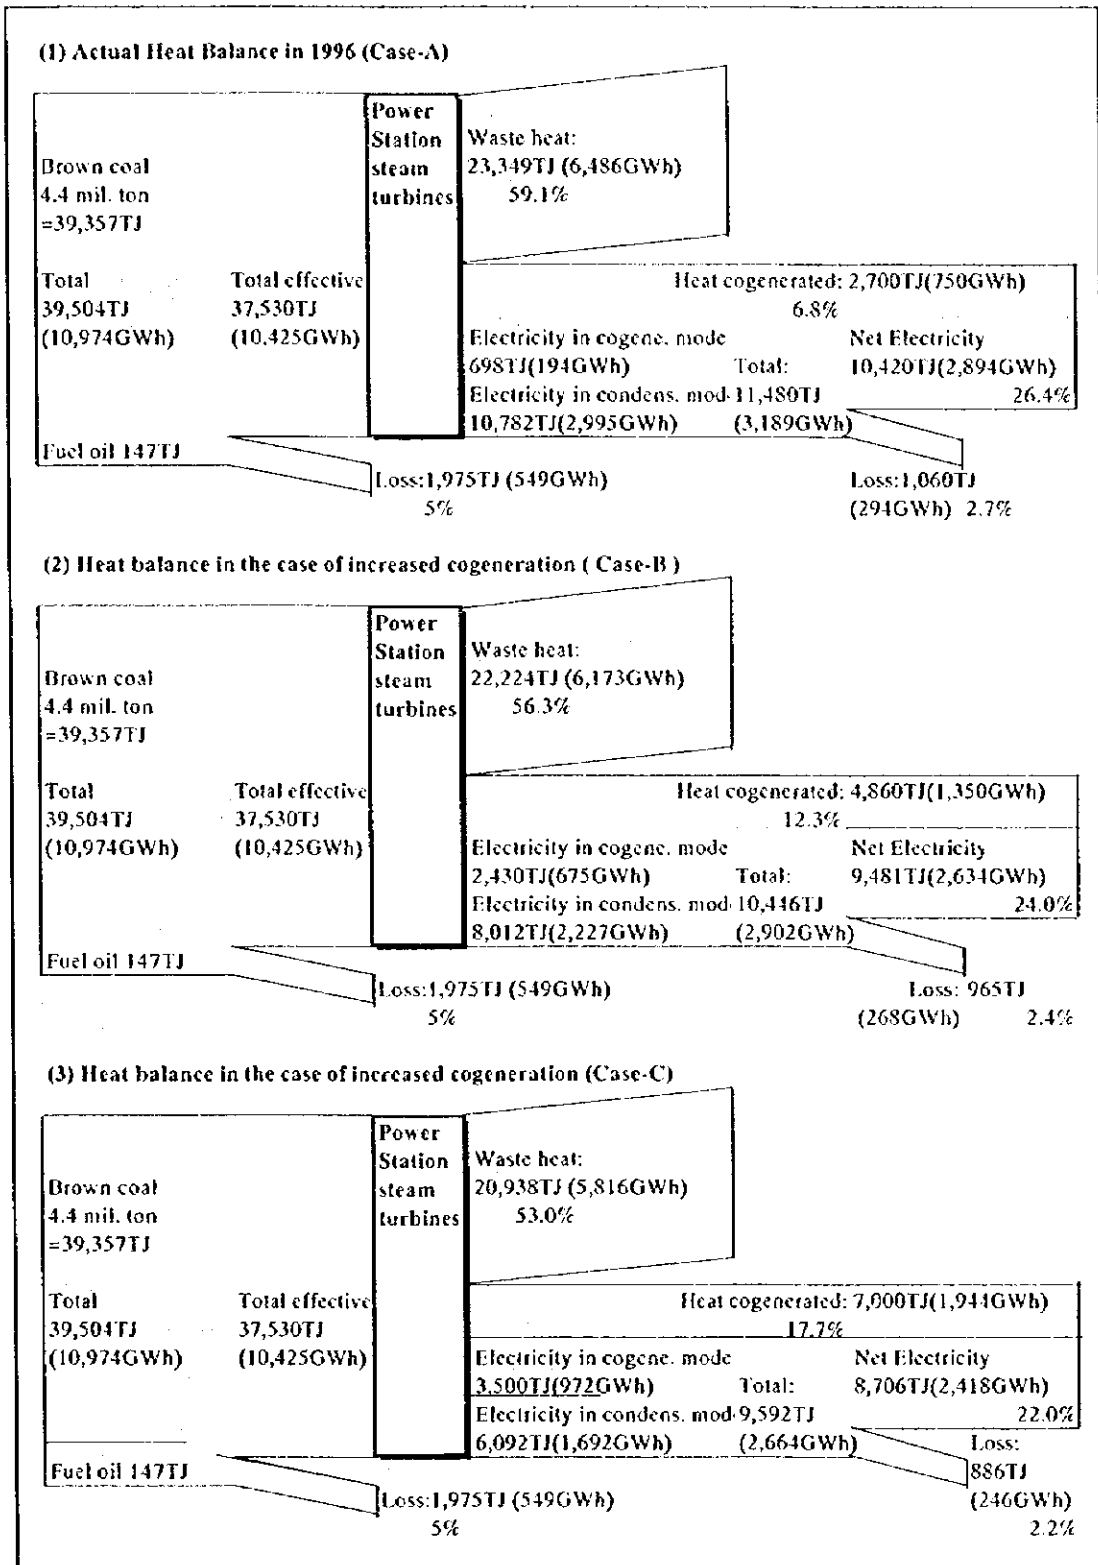 (1) Actual Heat Balance in 1996 (Case-A)
Power
Station
steam
turbines
Waste heat:
23,349TJ (6,486GWh)
59.1%
Brown coal
4.4 mil. ton
=39,357TJ
Total
39,504TJ
(10,974GWh)
Total effective
37,530TJ
(10,425GWh)
Heat cogenerated: 2,700TJ(750GWh)
6.8%
Electricity in cogene. mode
698TJ(194GWh)
Electricity in condens. mod
10,782TJ(2,995GWh)
Total:
11,480TJ
(3,189GWh)
Net Electricity
10,420TJ(2,894GWh)
26.4%
Fuel oil 147TJ
Loss:1,975TJ (549GWh)
5%
Loss:1,060TJ
(294GWh) 2.7%
(2) Heat balance in the case of increased cogeneration ( Case-B )
Power
Station
steam
turbines
Waste heat:
22,224TJ (6,173GWh)
56.3%
Brown coal
4.4 mil. ton
=39,357TJ
Total
39,504TJ
(10,974GWh)
Total effective
37,530TJ
(10,425GWh)
Heat cogenerated: 4,860TJ(1,350GWh)
12.3%
Electricity in cogene. mode
2,430TJ(675GWh)
Electricity in condens. mod
8,012TJ(2,227GWh)
Total:
10,446TJ
(2,902GWh)
Net Electricity
9,481TJ(2,634GWh)
24.0%
Fuel oil 147TJ
Loss:1,975TJ (549GWh)
5%
Loss: 965TJ
(268GWh) 2.4%
(3) Heat balance in the case of increased cogeneration (Case-C)
Power
Station
steam
turbines
Waste heat:
20,938TJ (5,816GWh)
53.0%
Brown coal
4.4 mil. ton
=39,357TJ
Total
39,504TJ
(10,974GWh)
Total effective
37,530TJ
(10,425GWh)
Heat cogenerated: 7,000TJ(1,944GWh)
17.7%
Electricity in cogene. mode
3,500TJ(972GWh)
Electricity in condens. mod
6,092TJ(1,692GWh)
Total:
9,592TJ
(2,664GWh)
Net Electricity
8,706TJ(2,418GWh)
22.0%
Fuel oil 147TJ
Loss:1,975TJ (549GWh)
5%
Loss:
886TJ
(246GWh)
2.2%